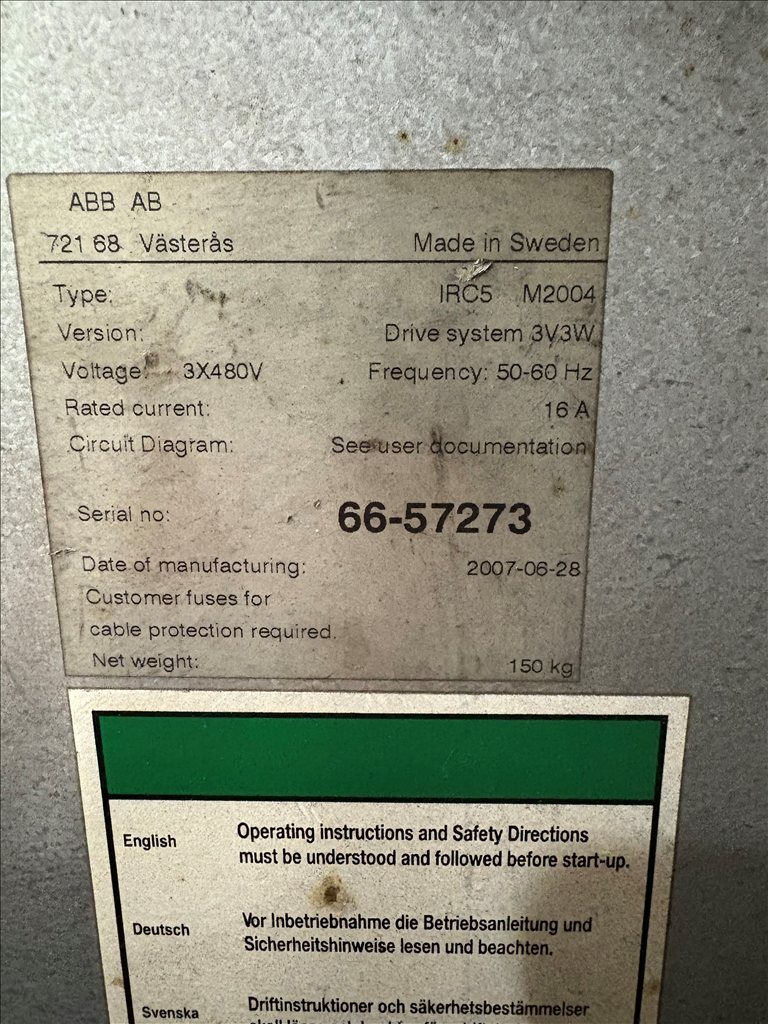 ABB AB
721 68 Västerås Made in Sweden
Type: IRC5 M2004
Version: Drive system 3V3W
Voltage: 3X480V Frequency: 50-60 Hz
Rated current: 16 A
Circuit Diagram: See user documentation
Serial no: 66-57273
Date of manufacturing: 2007-06-28
Customer fuses for
cable protection required.
Net weight: 150 kg
English Operating instructions and Safety Directions
must be understood and followed before start-up.
Deutsch Vor Inbetriebnahme die Betriebsanleitung und
Sicherheitshinweise lesen und beachten.
Svenska Driftinstruktioner och säkerhetsbestämmelser